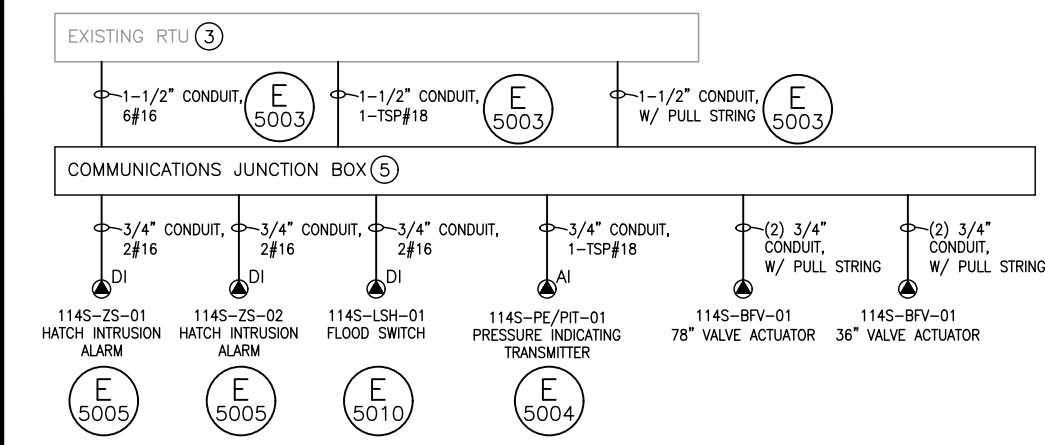 EXISTING RTU 3
1-1/2" CONDUIT,
6#16
E
5003
1-1/2" CONDUIT,
1-TSP#18
E
5003
1-1/2" CONDUIT,
W/ PULL STRING
E
5003
COMMUNICATIONS JUNCTION BOX 5
3/4" CONDUIT,
2#16
DI
3/4" CONDUIT,
2#16
DI
3/4" CONDUIT,
2#16
DI
3/4" CONDUIT,
1-TSP#18
AI
(2) 3/4"
CONDUIT,
W/ PULL STRING
(2) 3/4"
CONDUIT,
W/ PULL STRING
114S-ZS-01
HATCH INTRUSION
ALARM
114S-ZS-02
HATCH INTRUSION
ALARM
114S-LSH-01
FLOOD SWITCH
114S-PE/PIT-01
PRESSURE INDICATING
TRANSMITTER
114S-BFV-01
78" VALVE ACTUATOR
114S-BFV-01
36" VALVE ACTUATOR
E
5005
E
5005
E
5010
E
5004